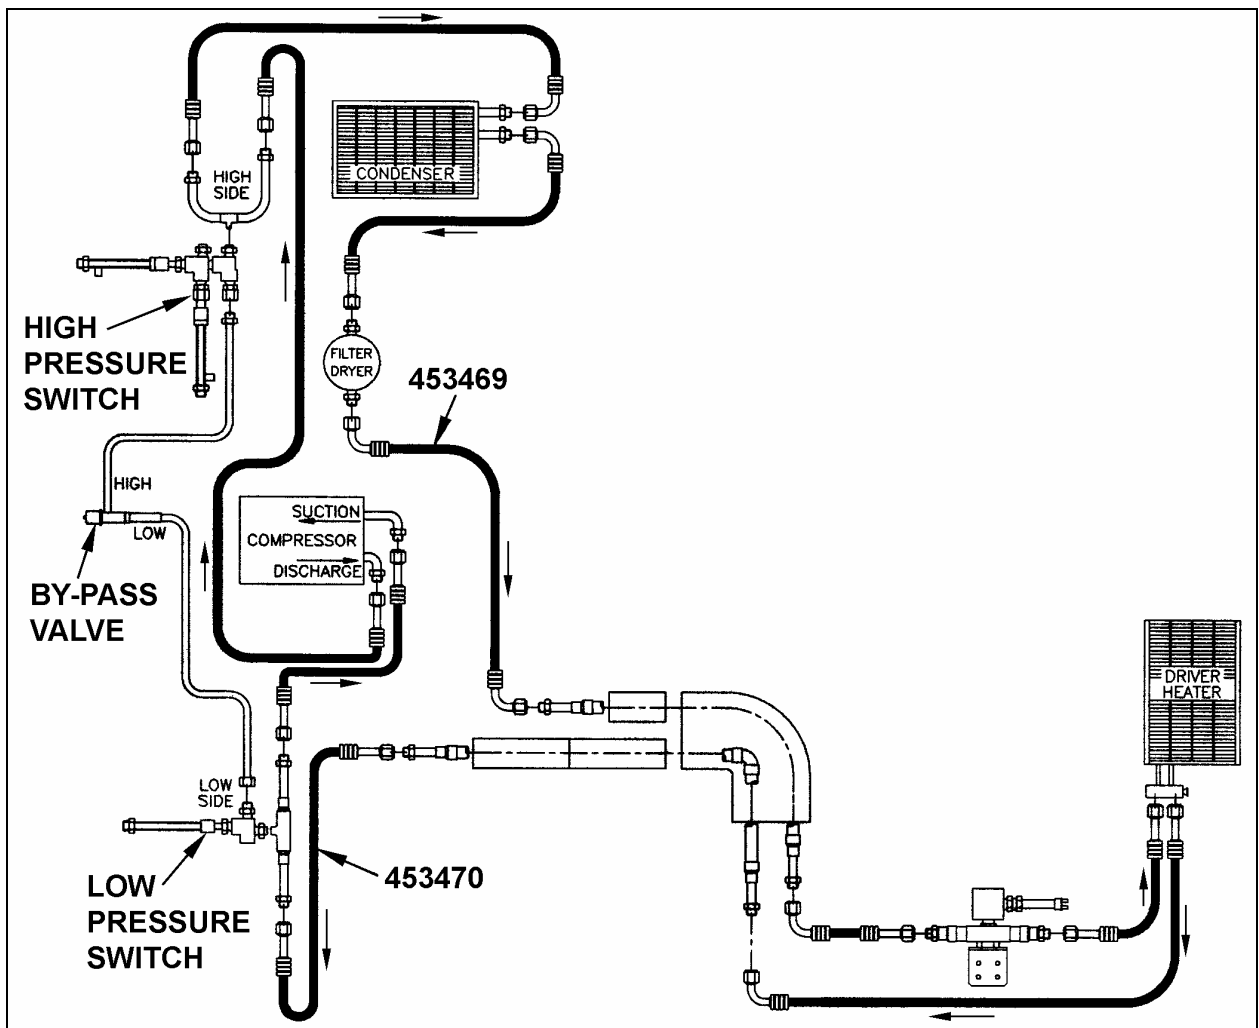 HIGH
SIDE
CONDENSER
HIGH
PRESSURE
SWITCH
FILTER
DRYER
453469
HIGH
LOW
SUCTION
COMPRESSOR
DISCHARGE
BY-PASS
VALVE
DRIVER
HEATER
LOW
SIDE
453470
LOW
PRESSURE
SWITCH